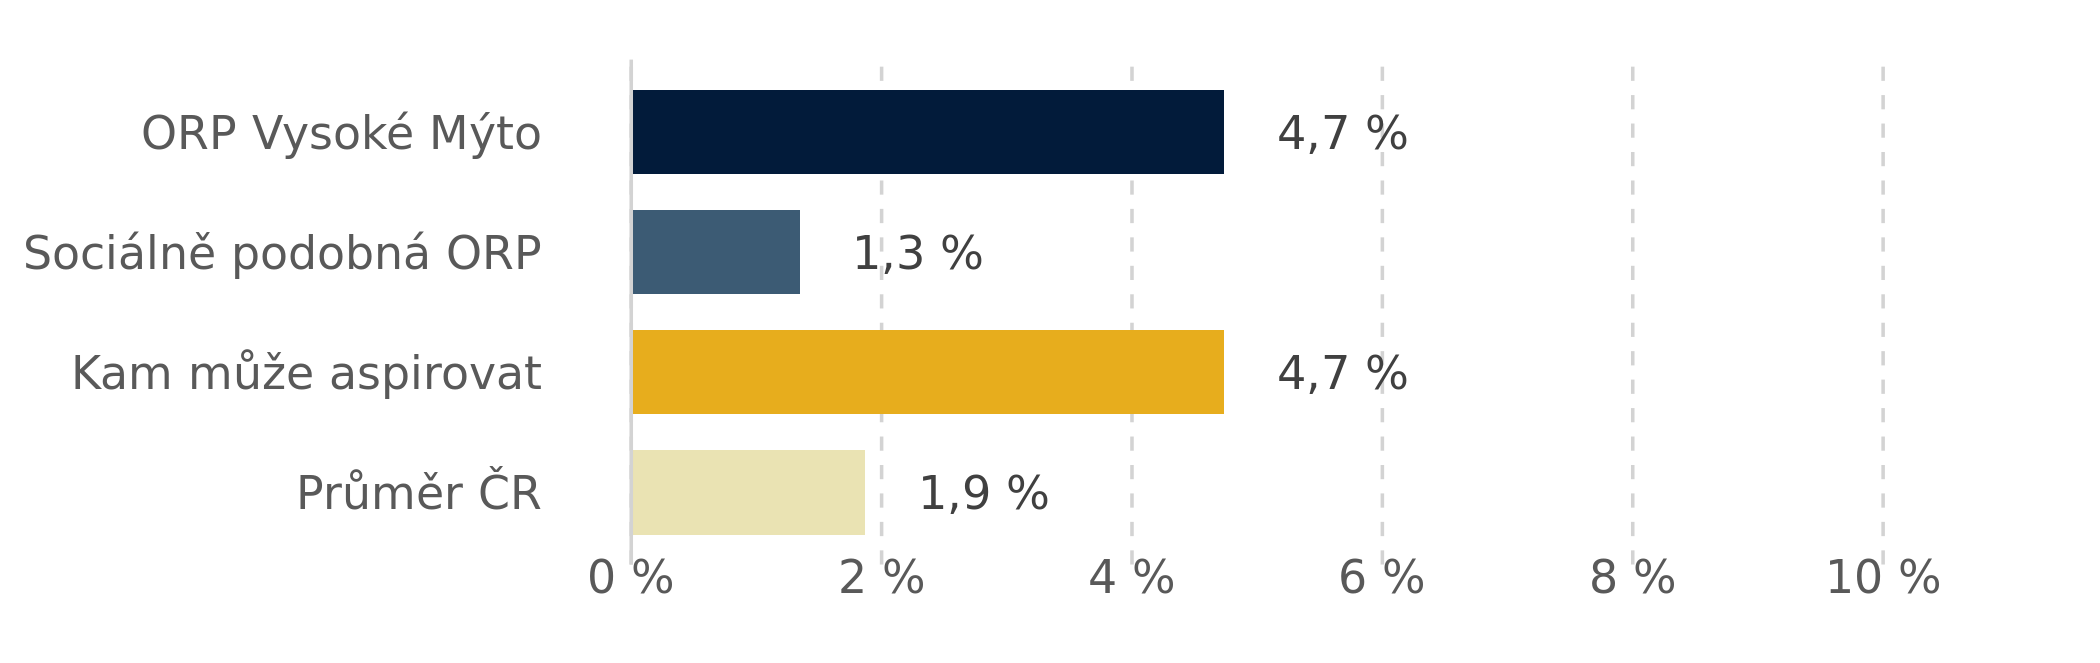 ORP Vysoké Mýto 4,7 %
Sociálně podobná ORP 1,3 %
Kam může aspirovat 4,7 %
Průměr ČR 1,9 %
0 % 2 % 4 % 6 % 8 % 10 %